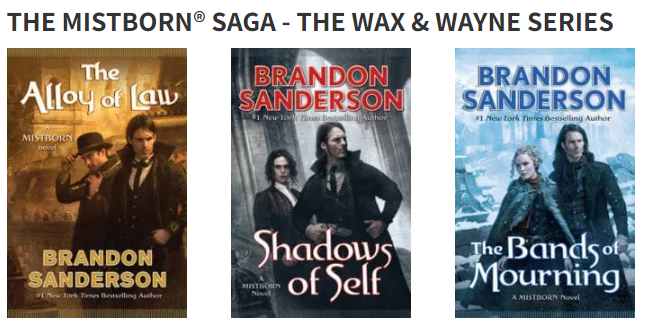 THE MISTBORN® SAGA - THE WAX & WAYNE SERIES
The
Alloy of Law
A
MISTBORN
novel
BRANDON
SANDERSON
#1 New York Times Bestselling Author
BRANDON
SANDERSON
#1 New York Times Bestselling Author
Shadows
of Self
A
MISTBORN
Novel
BRANDON
SANDERSON
#1 New York Times Bestselling Author
The Bands of
Mourning
A MISTBORN Novel